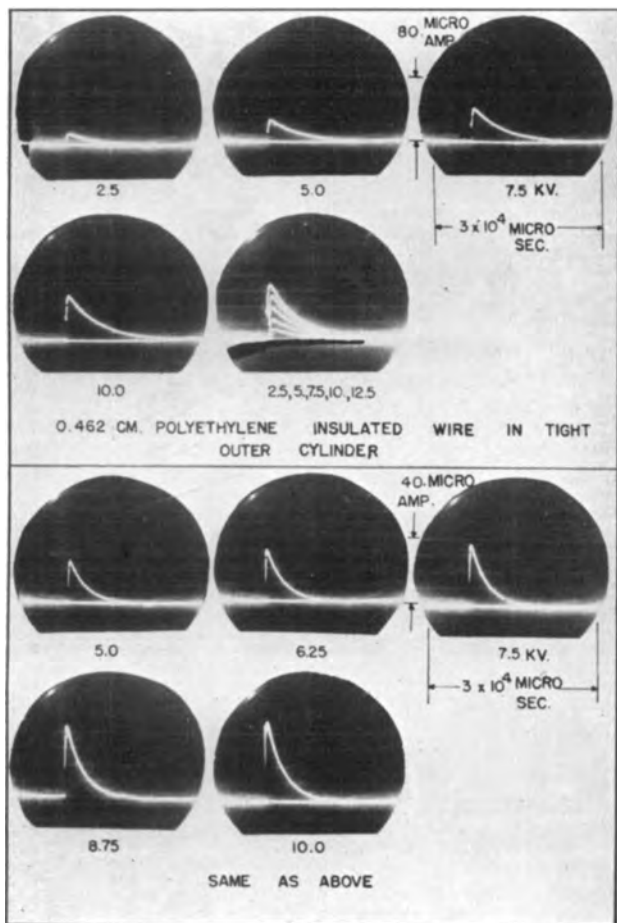 80. MICRO
AMP.
2.5
5.0
7.5 KV.
3 x 10⁴ MICRO
SEC.
10.0
2.5, 5, 7.5, 10., 12.5
0.462 CM. POLYETHYLENE INSULATED WIRE IN TIGHT
OUTER CYLINDER
40. MICRO
AMP.
5.0
6.25
7.5 KV.
3 x 10⁴ MICRO
SEC.
8.75
10.0
SAME AS ABOVE